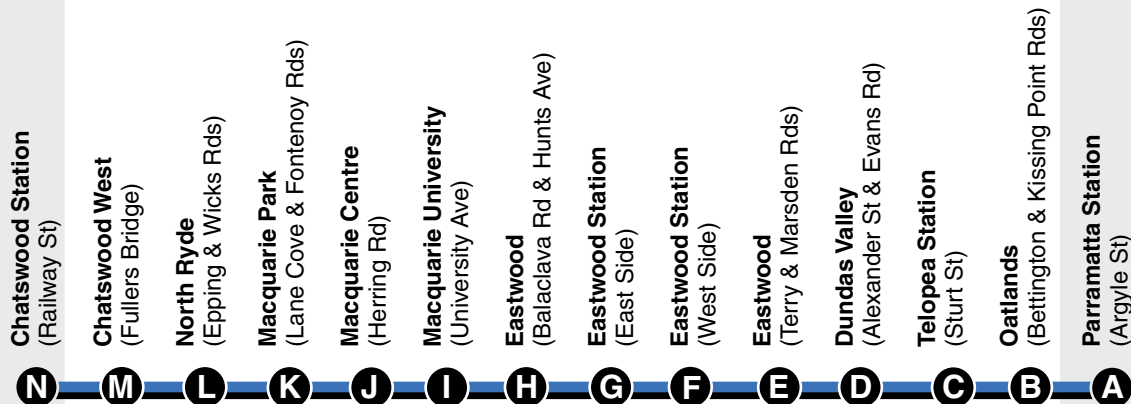 Chatswood Station
(Railway St)
Chatswood West
(Fullers Bridge)
North Ryde
(Epping & Wicks Rds)
Macquarie Park
(Lane Cove & Fontenoy Rds)
Macquarie Centre
(Herring Rd)
Macquarie University
(University Ave)
Eastwood
(Balaclava Rd & Hunts Ave)
Eastwood Station
(East Side)
Eastwood Station
(West Side)
Eastwood
(Terry & Marsden Rds)
Dundas Valley
(Alexander St & Evans Rd)
Telopea Station
(Sturt St)
Oatlands
(Bettington & Kissing Point Rds)
Parramatta Station
(Argyle St)
N M L K J I H G F E D C B A